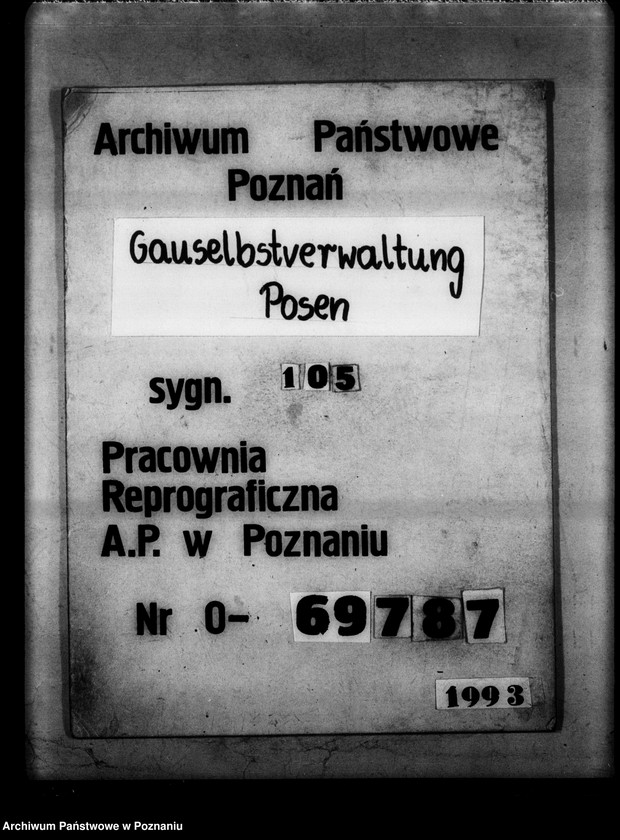 Archiwum Państwowe
Poznań
Gauselbstverwaltung
Posen
sygn. 105
Pracownia
Reprograficzna
A.P. w Poznaniu
Nr 0- 69787
1993
Archiwum Państwowe w Poznaniu